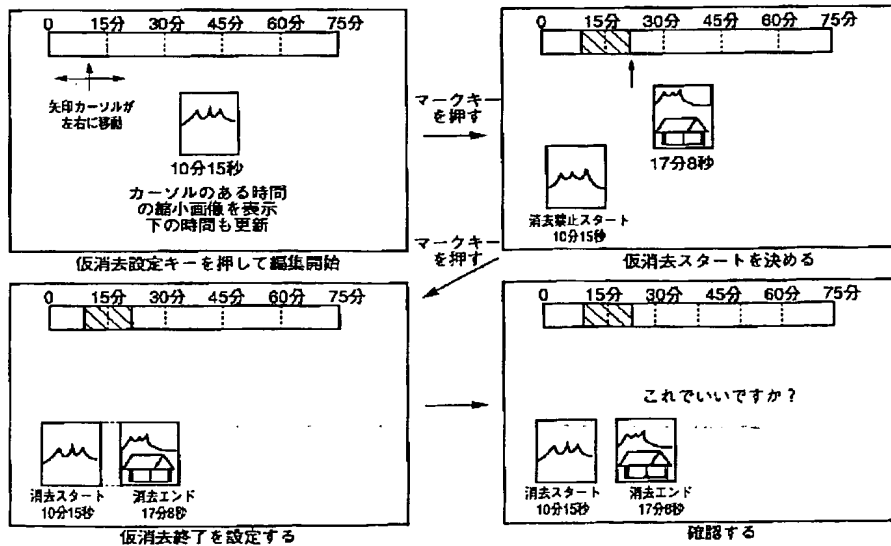 0 15分 30分 45分 60分 75分
矢印カーソルが
左右に移動
10分15秒
カーソルのある時間
の縮小画像を表示
下の時間も更新
仮消去設定キーを押して編集開始
マークキー
を押す
0 15分 30分 45分 60分 75分
17分8秒
消去禁止スタート
10分15秒
仮消去スタートを決める
マークキー
を押す
0 15分 30分 45分 60分 75分
消去スタート 消去エンド
10分15秒 17分8秒
仮消去終了を設定する
0 15分 30分 45分 60分 75分
これでいいですか？
消去スタート 消去エンド
10分15秒 17分8秒
確認する